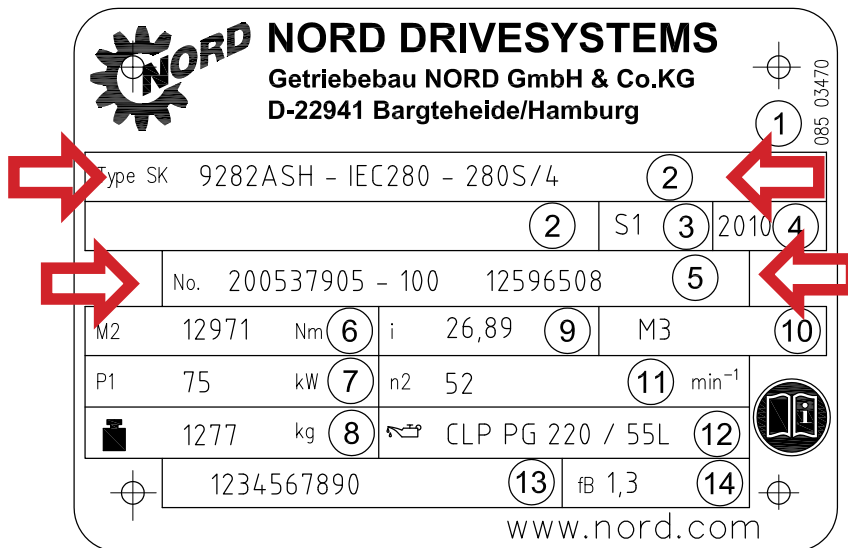 NORD NORD DRIVESYSTEMS
Getriebebau NORD GmbH & Co.KG
D-22941 Bargteheide/Hamburg
1
085 03470
Type SK 9282ASH - IEC280 - 280S/4 2
2 S1 3 2010 4
No. 200537905 - 100 12596508 5
M2 12971 Nm 6 i 26,89 9 M3 10
P1 75 kW 7 n2 52 11 min⁻¹
1277 kg 8 CLP PG 220 / 55L 12
1234567890 13 fB 1,3 14
www.nord.com